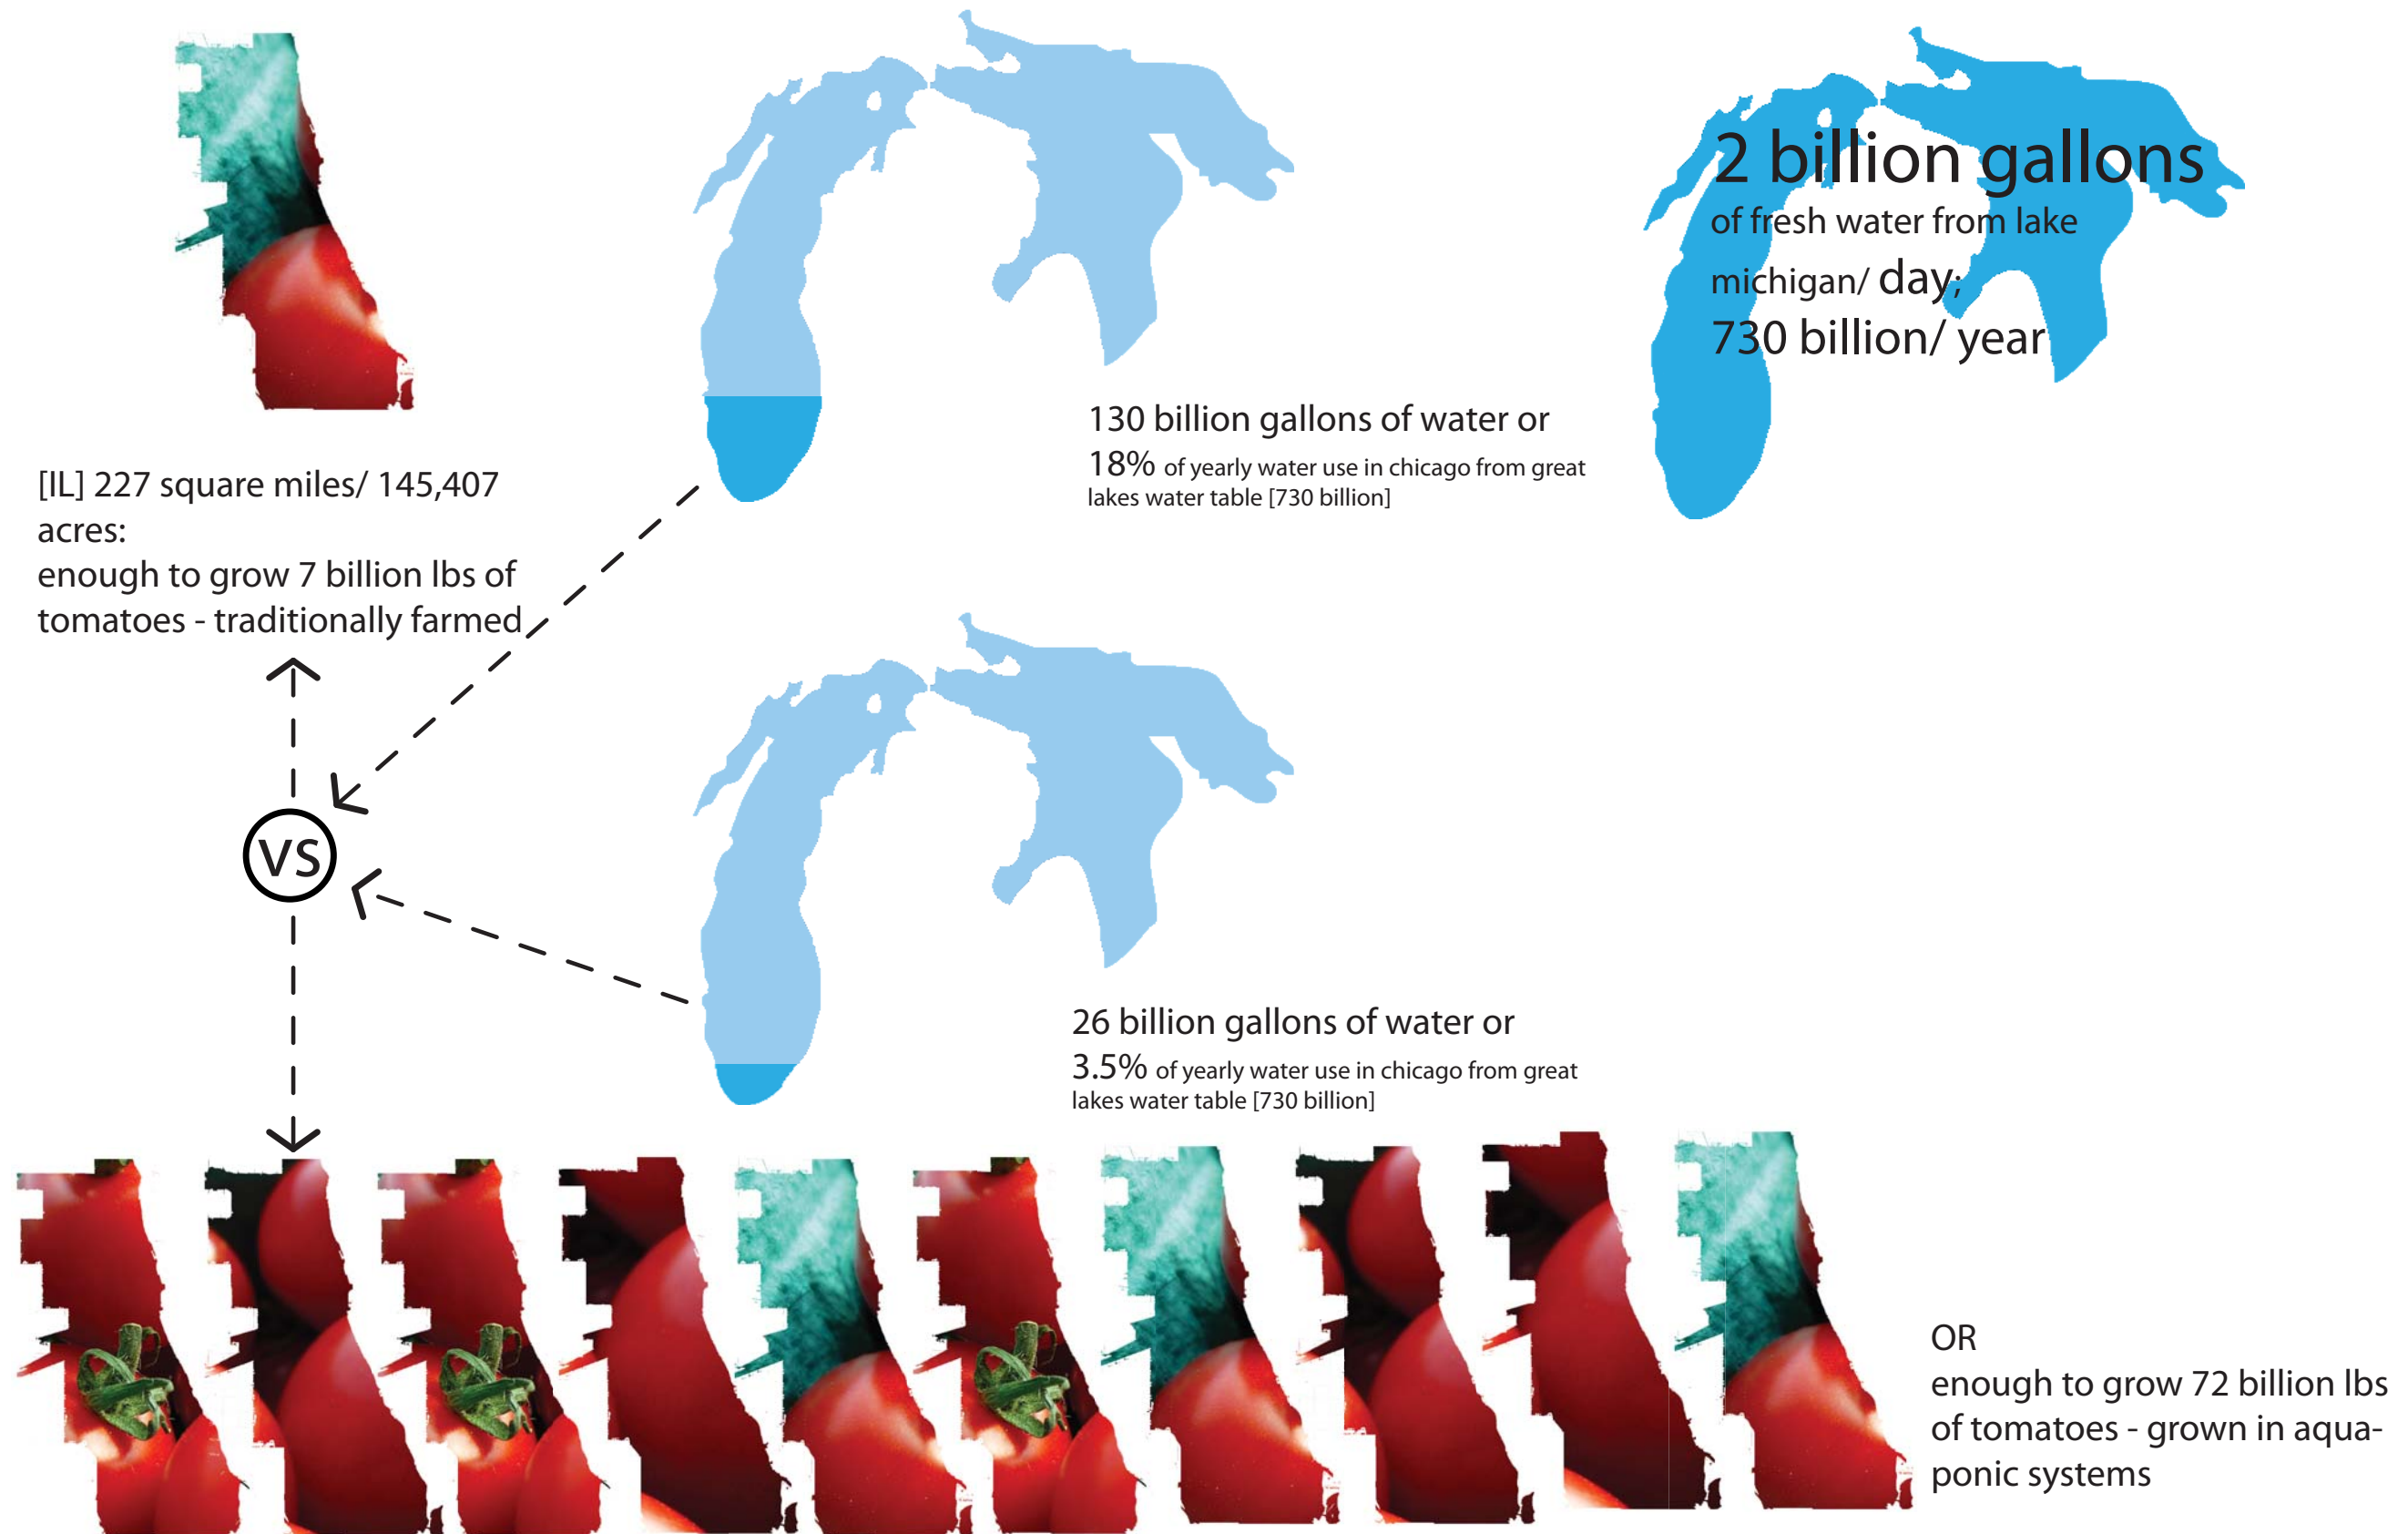 2 billion gallons
of fresh water from lake
michigan/ day;
730 billion/ year
130 billion gallons of water or
18% of yearly water use in chicago from great
lakes water table [730 billion]
[IL] 227 square miles/ 145,407
acres:
enough to grow 7 billion lbs of
tomatoes - traditionally farmed
VS
26 billion gallons of water or
3.5% of yearly water use in chicago from great
lakes water table [730 billion]
OR
enough to grow 72 billion lbs
of tomatoes - grown in aqua-
ponic systems